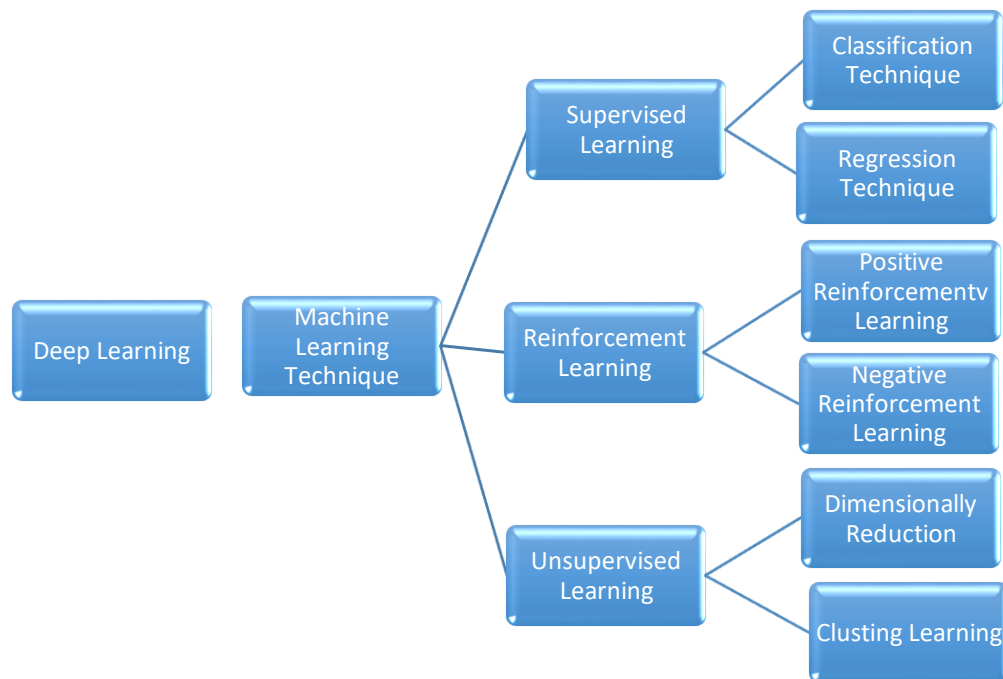 Deep Learning
Machine
Learning
Technique
Supervised
Learning
Classification
Technique
Regression
Technique
Reinforcement
Learning
Positive
Reinforcementv
Learning
Negative
Reinforcement
Learning
Unsupervised
Learning
Dimensionally
Reduction
Clusting Learning